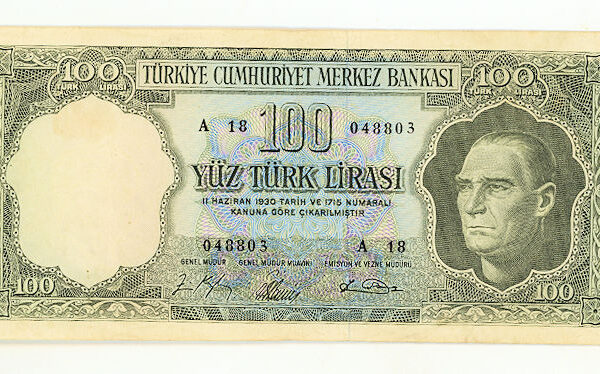 100 TÜRKİYE CUMHURİYET MERKEZ BANKASI 100
TÜRK LİRASI TÜRK LİRASI
A 18 100 048803
YÜZ TÜRK LİRASI
11 HAZİRAN 1930 TARİH VE 1715 NUMARALI
KANUNA GÖRE ÇIKARILMIŞTIR
048803 A 18
GENEL MÜDÜR GENEL MÜDÜR MUAVİNİ EMİSYON VE VEZNE MÜDÜRÜ
100 100